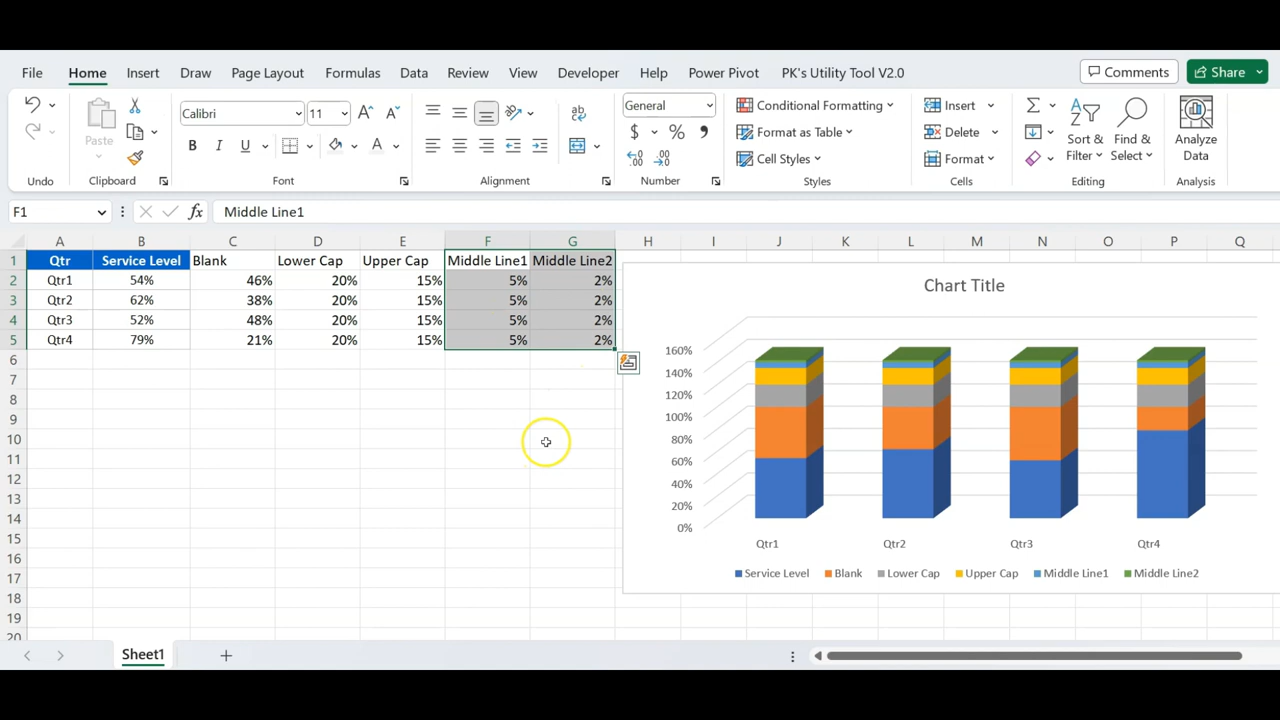 File Home Insert Draw Page Layout Formulas Data Review View Developer Help Power Pivot PK's Utility Tool V2.0 Comments Share
Calibri 11 General Conditional Formatting Insert
Paste B I U A $ % Format as Table Delete Sort & Filter Find & Select Analyze Data
Cell Styles Format
Undo Clipboard Font Alignment Number Styles Cells Editing Analysis
F1 fx Middle Line1
A B C D E F G H I J K L M N O P Q
1 Qtr Service Level Blank Lower Cap Upper Cap Middle Line1 Middle Line2
2 Qtr1 54% 46% 20% 15% 5% 2%
3 Qtr2 62% 38% 20% 15% 5% 2%
4 Qtr3 52% 48% 20% 15% 5% 2%
5 Qtr4 79% 21% 20% 15% 5% 2%
6
7
8
9
10
11
12
13
14
15
16
17
18
19
20
Chart Title
160%
140%
120%
100%
80%
60%
40%
20%
0%
Qtr1 Qtr2 Qtr3 Qtr4
Service Level Blank Lower Cap Upper Cap Middle Line1 Middle Line2
Sheet1